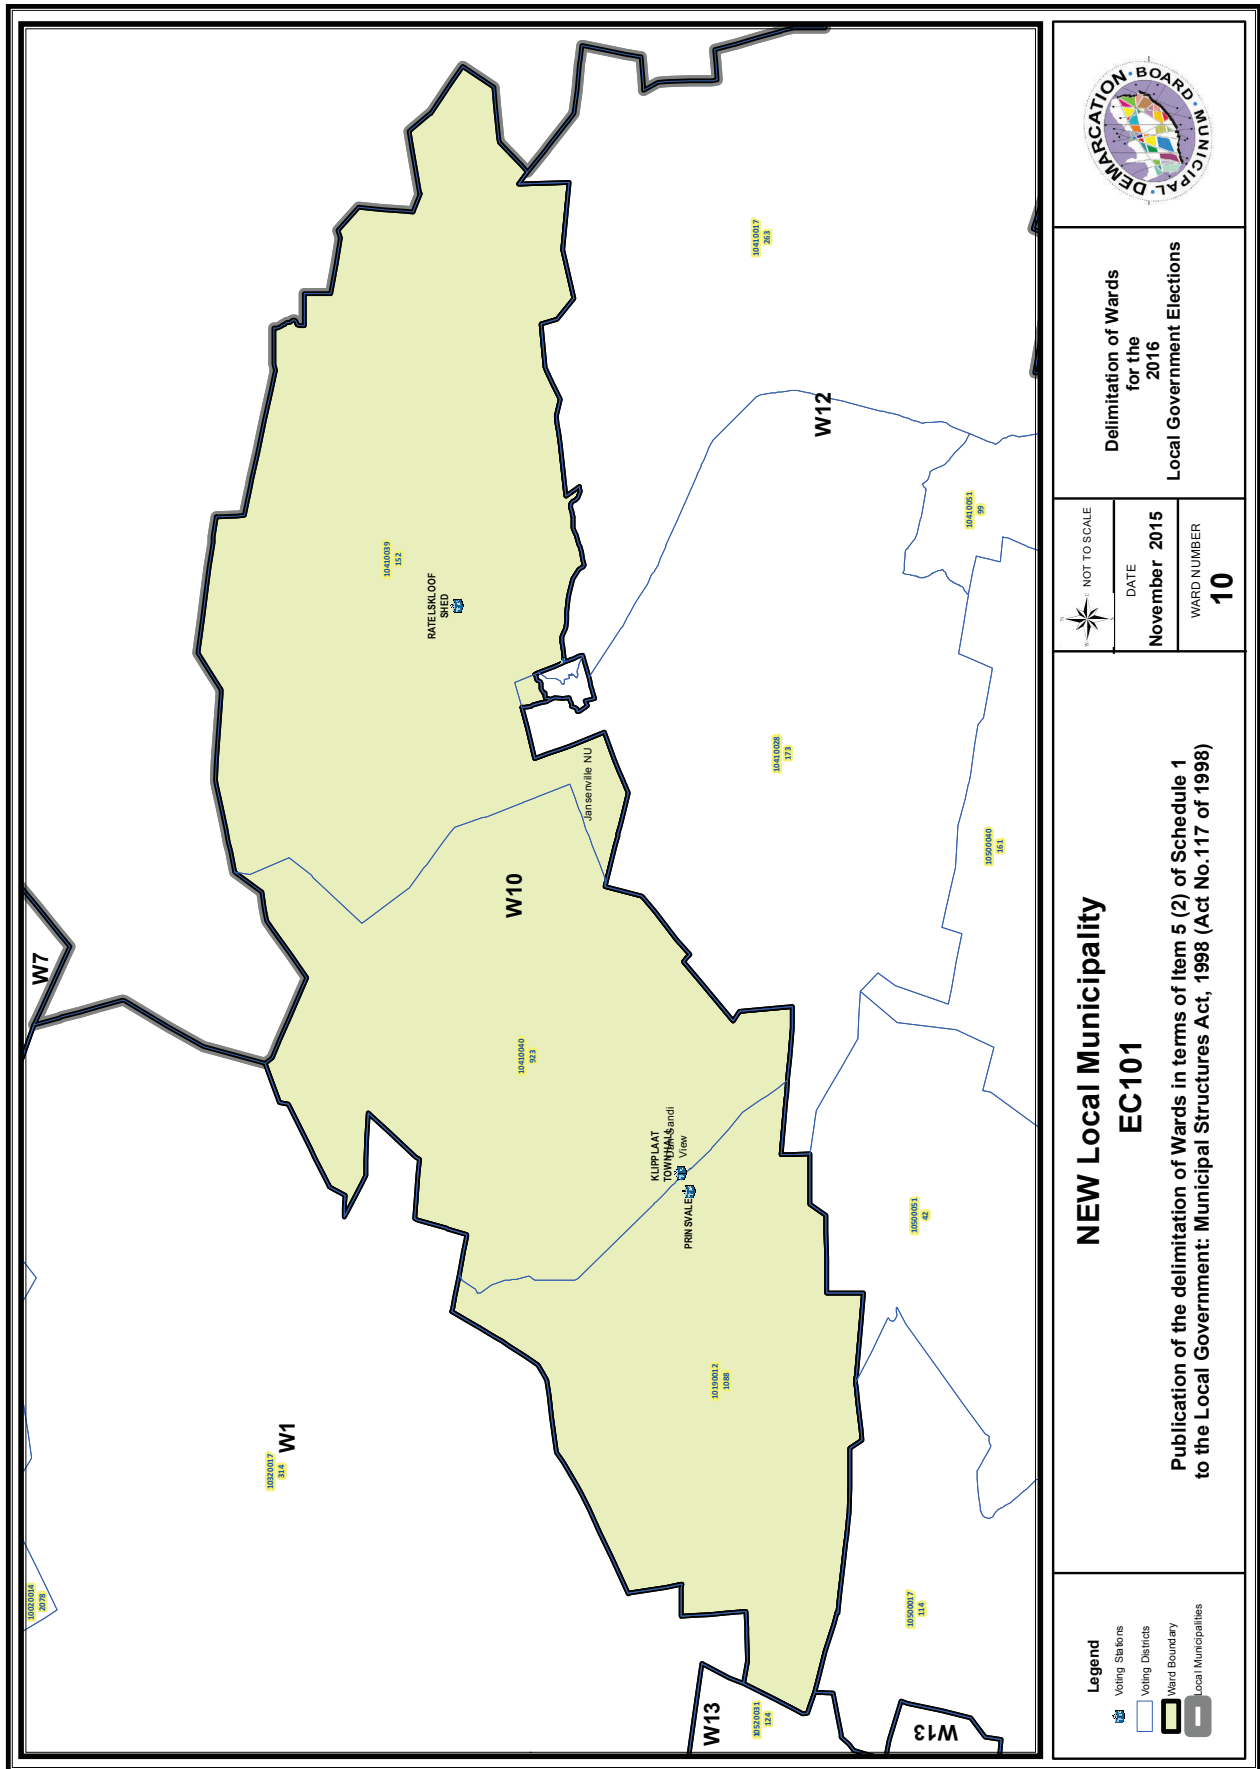 W7
10020014
2078
10320017
314
W1
10410039
152
RATELSKLOOF
SHED
W10
Jansenville NU
10410040
923
KLIPPLAAT
TOWNHALL
Dan Sandi
View
PRINSVALE
10190012
1088
10410017
263
W12
10410051
99
10410028
173
10500040
161
10500051
42
10500017
114
W13
10520031
124
W13
Legend
Voting Stations
Voting Districts
Ward Boundary
Local Municipalities
NEW Local Municipality
EC101
Publication of the delimitation of Wards in terms of Item 5 (2) of Schedule 1
to the Local Government: Municipal Structures Act, 1998 (Act No.117 of 1998)
N
E
S
W
NOT TO SCALE
DATE
November 2015
WARD NUMBER
10
Delimitation of Wards
for the
2016
Local Government Elections
MUNICIPAL • DEMARCATION • BOARD •